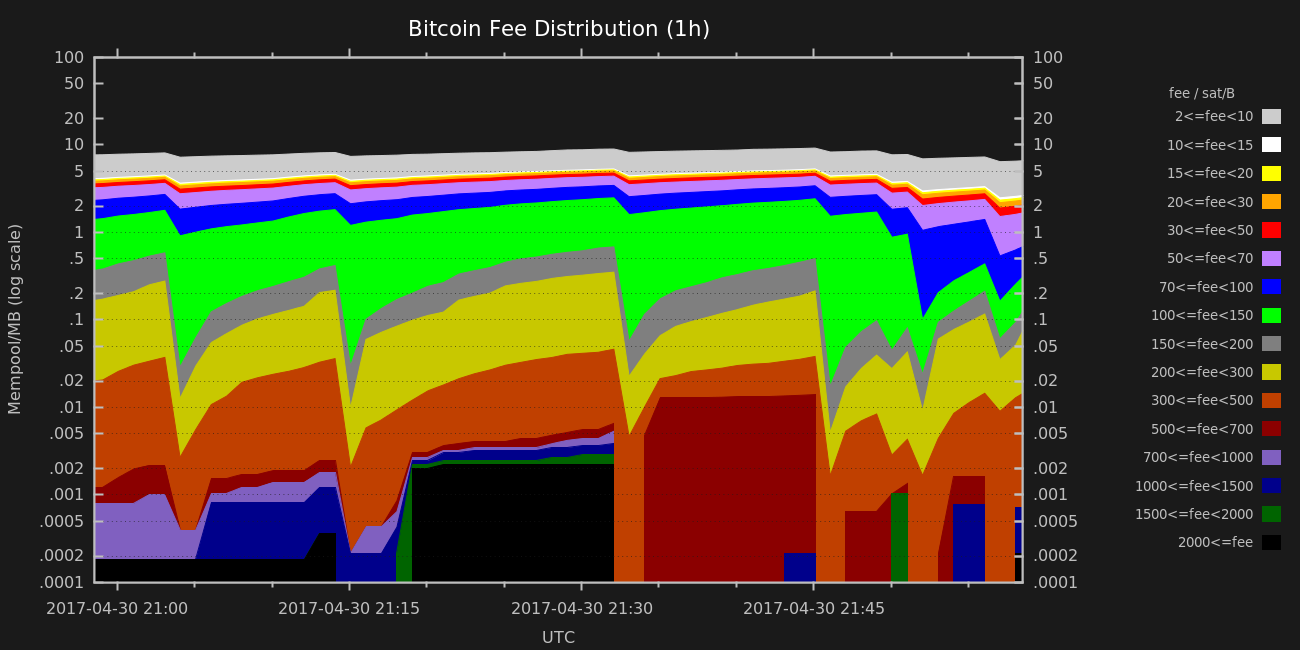 Bitcoin Fee Distribution (1h)
Mempool/MB (log scale)
100
50
20
10
5
2
1
.5
.2
.1
.05
.02
.01
.005
.002
.001
.0005
.0002
.0001
100
50
20
10
5
2
1
.5
.2
.1
.05
.02
.01
.005
.002
.001
.0005
.0002
.0001
2017-04-30 21:00
2017-04-30 21:15
2017-04-30 21:30
2017-04-30 21:45
UTC
fee / sat/B
2<=fee<10
10<=fee<15
15<=fee<20
20<=fee<30
30<=fee<50
50<=fee<70
70<=fee<100
100<=fee<150
150<=fee<200
200<=fee<300
300<=fee<500
500<=fee<700
700<=fee<1000
1000<=fee<1500
1500<=fee<2000
2000<=fee